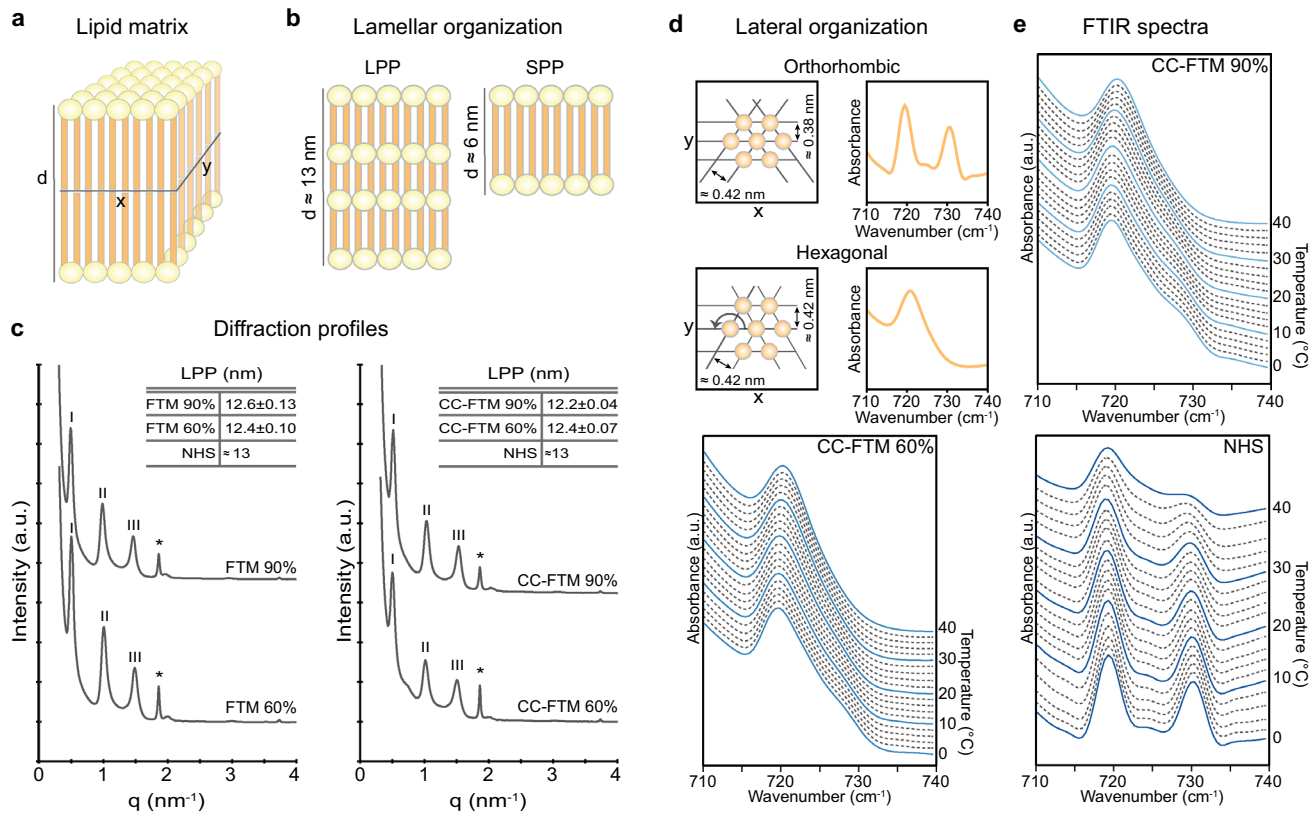 a
Lipid matrix
d
x
y
b
Lamellar organization
LPP
SPP
d ≈ 13 nm
d ≈ 6 nm
c
Diffraction profiles
Intensity (a.u.)
LPP (nm)
FTM 90% 12.6±0.13
FTM 60% 12.4±0.10
NHS ≈ 13
I
II
III
*
FTM 90%
I
II
III
*
FTM 60%
0 1 2 3 4
q (nm-1)
Intensity (a.u.)
LPP (nm)
CC-FTM 90% 12.2±0.04
CC-FTM 60% 12.4±0.07
NHS ≈13
I
II
III
*
CC-FTM 90%
I
II
III
*
CC-FTM 60%
0 1 2 3 4
q (nm-1)
d
Lateral organization
Orthorhombic
y
≈ 0.38 nm
≈ 0.42 nm
x
Absorbance
710 720 730 740
Wavenumber (cm-1)
Hexagonal
y
≈ 0.42 nm
≈ 0.42 nm
x
Absorbance
710 720 730 740
Wavenumber (cm-1)
CC-FTM 60%
Absorbance (a.u.)
40
30
20
10
0
Temperature (°C)
710 720 730 740
Wavenumber (cm-1)
e
FTIR spectra
CC-FTM 90%
Absorbance (a.u.)
40
30
20
10
0
Temperature (°C)
710 720 730 740
Wavenumber (cm-1)
NHS
Absorbance (a.u.)
40
30
20
10
0
Temperature (°C)
710 720 730 740
Wavenumber (cm-1)